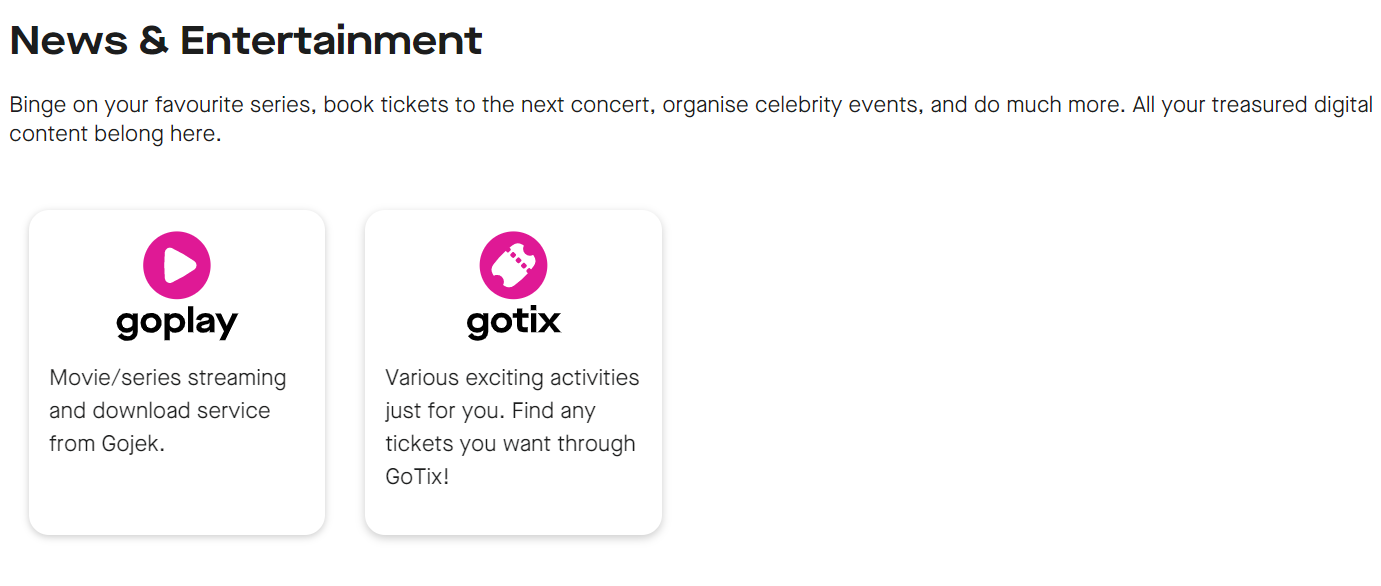 News & Entertainment
Binge on your favourite series, book tickets to the next concert, organise celebrity events, and do much more. All your treasured digital
content belong here.
goplay
Movie/series streaming
and download service
from Gojek.
gotix
Various exciting activities
just for you. Find any
tickets you want through
GoTix!